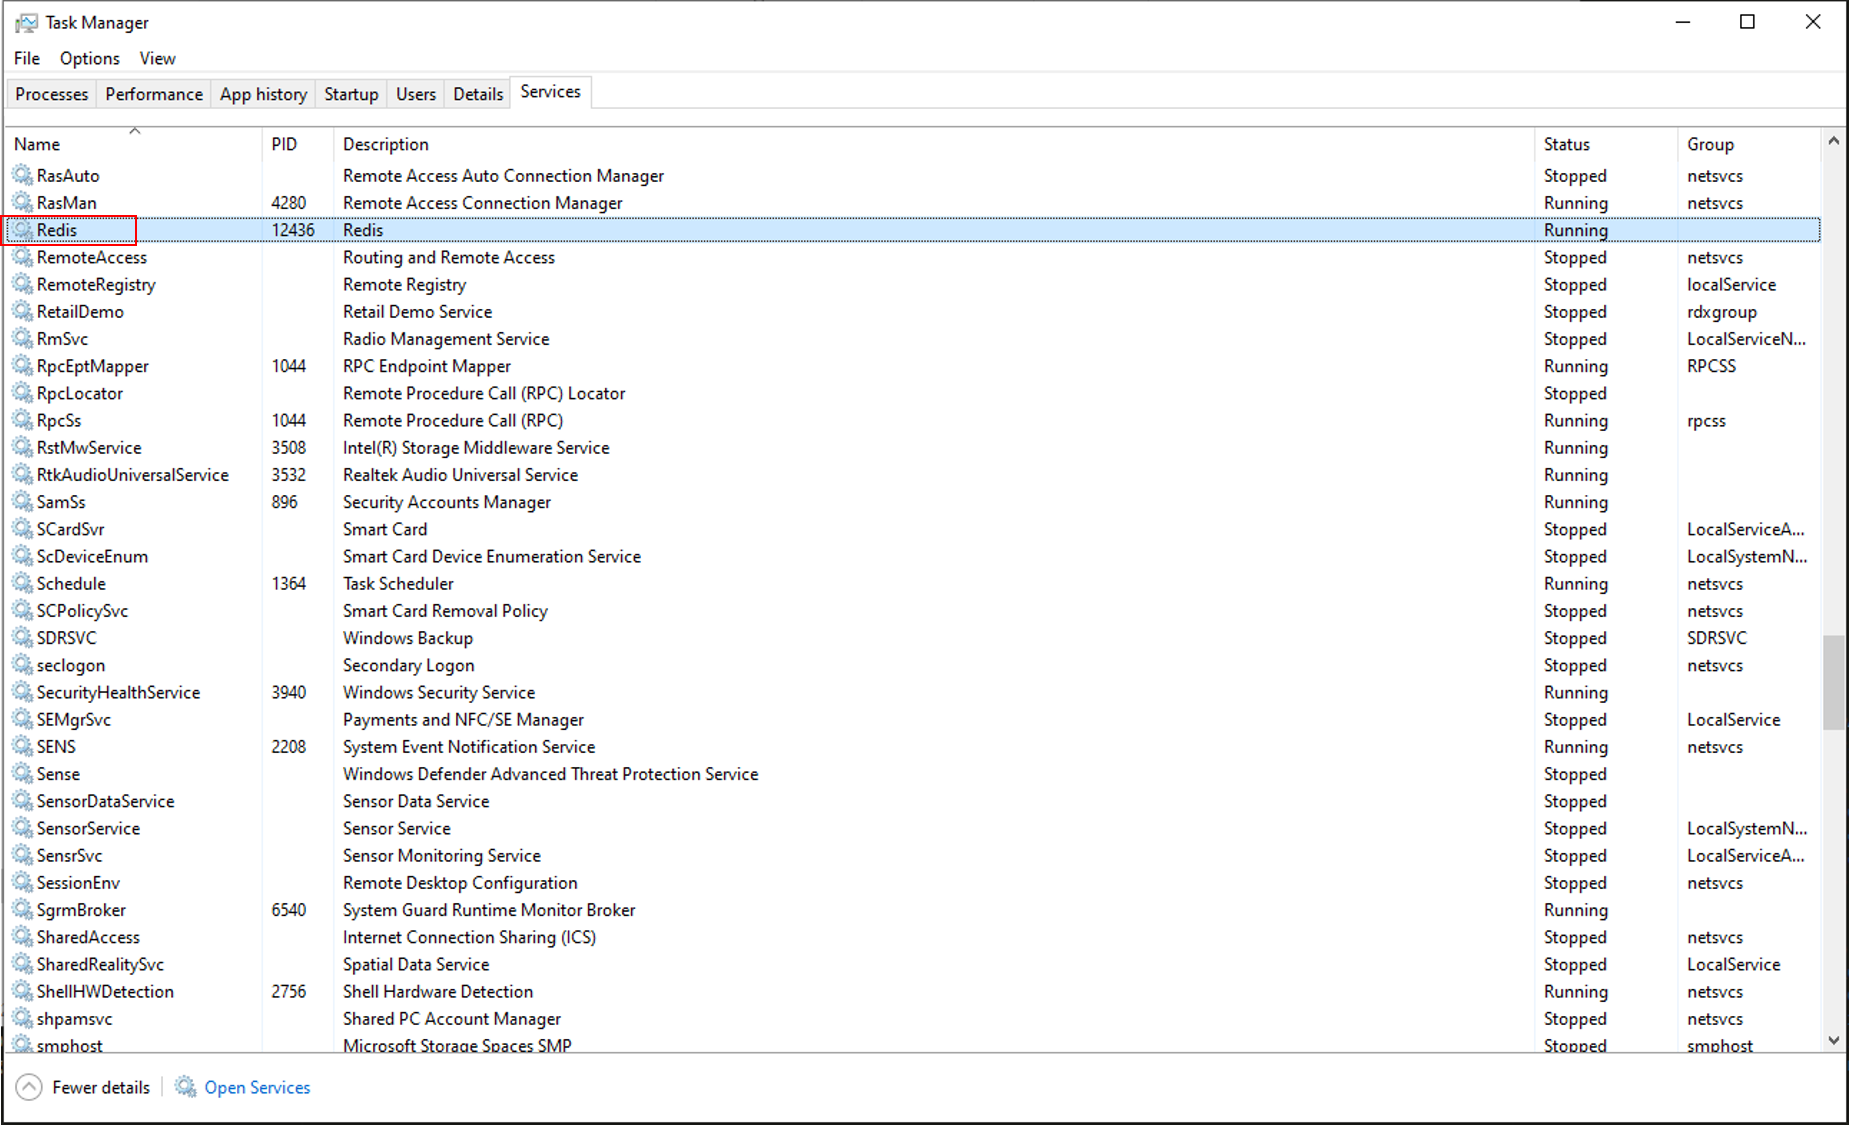 Task Manager
File Options View
Processes Performance App history Startup Users Details Services
Name PID Description Status Group
RasAuto Remote Access Auto Connection Manager Stopped netsvcs
RasMan 4280 Remote Access Connection Manager Running netsvcs
Redis 12436 Redis Running
RemoteAccess Routing and Remote Access Stopped netsvcs
RemoteRegistry Remote Registry Stopped localService
RetailDemo Retail Demo Service Stopped rdxgroup
RmSvc Radio Management Service Stopped LocalServiceN...
RpcEptMapper 1044 RPC Endpoint Mapper Running RPCSS
RpcLocator Remote Procedure Call (RPC) Locator Stopped
RpcSs 1044 Remote Procedure Call (RPC) Running rpcss
RstMwService 3508 Intel(R) Storage Middleware Service Running
RtkAudioUniversalService 3532 Realtek Audio Universal Service Running
SamSs 896 Security Accounts Manager Running
SCardSvr Smart Card Stopped LocalServiceA...
ScDeviceEnum Smart Card Device Enumeration Service Stopped LocalSystemN...
Schedule 1364 Task Scheduler Running netsvcs
SCPolicySvc Smart Card Removal Policy Stopped netsvcs
SDRSVC Windows Backup Stopped SDRSVC
seclogon Secondary Logon Stopped netsvcs
SecurityHealthService 3940 Windows Security Service Running
SEMgrSvc Payments and NFC/SE Manager Stopped LocalService
SENS 2208 System Event Notification Service Running netsvcs
Sense Windows Defender Advanced Threat Protection Service Stopped
SensorDataService Sensor Data Service Stopped
SensorService Sensor Service Stopped LocalSystemN...
SensrSvc Sensor Monitoring Service Stopped LocalServiceA...
SessionEnv Remote Desktop Configuration Stopped netsvcs
SgrmBroker 6540 System Guard Runtime Monitor Broker Running
SharedAccess Internet Connection Sharing (ICS) Stopped netsvcs
SharedRealitySvc Spatial Data Service Stopped LocalService
ShellHWDetection 2756 Shell Hardware Detection Running netsvcs
shpamsvc Shared PC Account Manager Stopped netsvcs
smphost Microsoft Storage Spaces SMP Stopped smphost
Fewer details Open Services